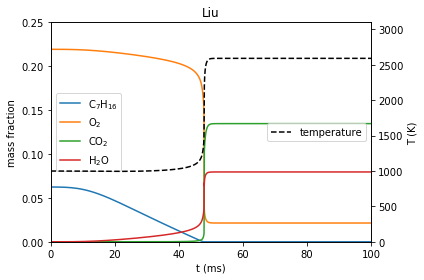 Liu
0.25
0.20
0.15
0.10
0.05
0.00
mass fraction
C₇H₁₆
O₂
CO₂
H₂O
temperature
3000
2500
2000
1500
1000
500
0
T (K)
0
20
40
60
80
100
t (ms)